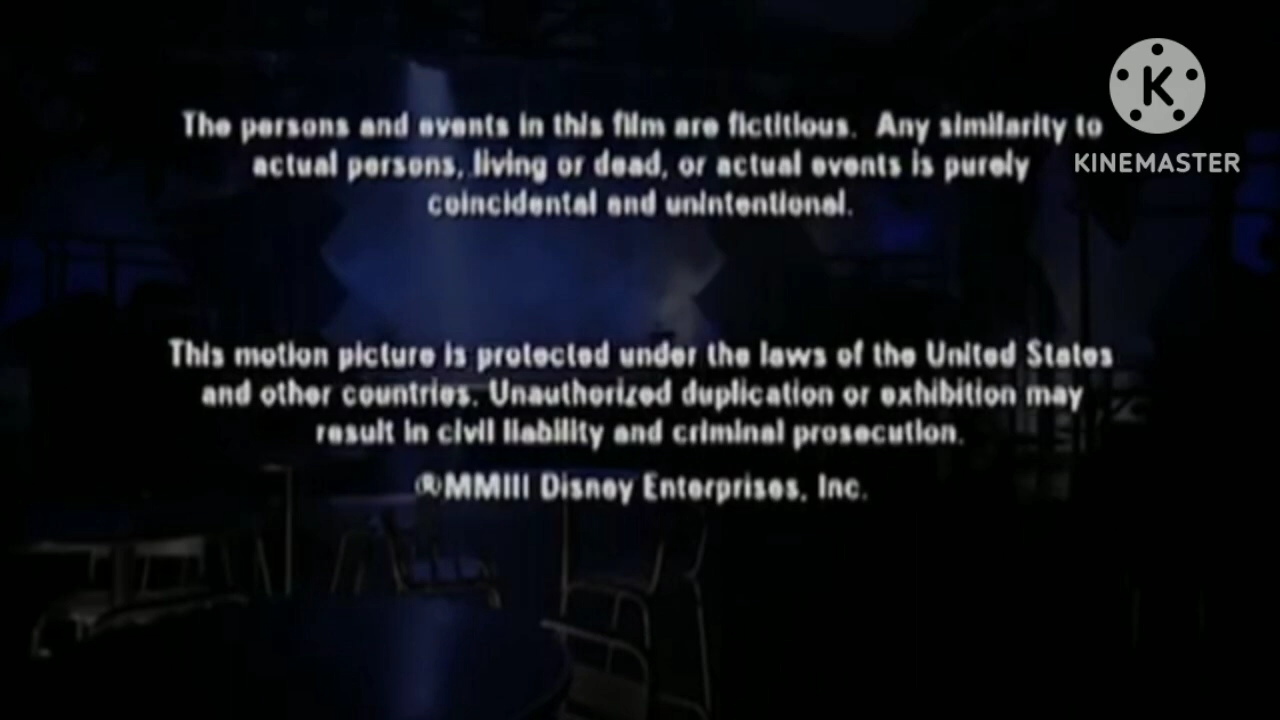 The persons and events in this film are fictitious. Any similarity to
actual persons, living or dead, or actual events is purely
coincidental and unintentional.
This motion picture is protected under the laws of the United States
and other countries. Unauthorized duplication or exhibition may
result in civil liability and criminal prosecution.
®MMIII Disney Enterprises, Inc.
K
KINEMASTER